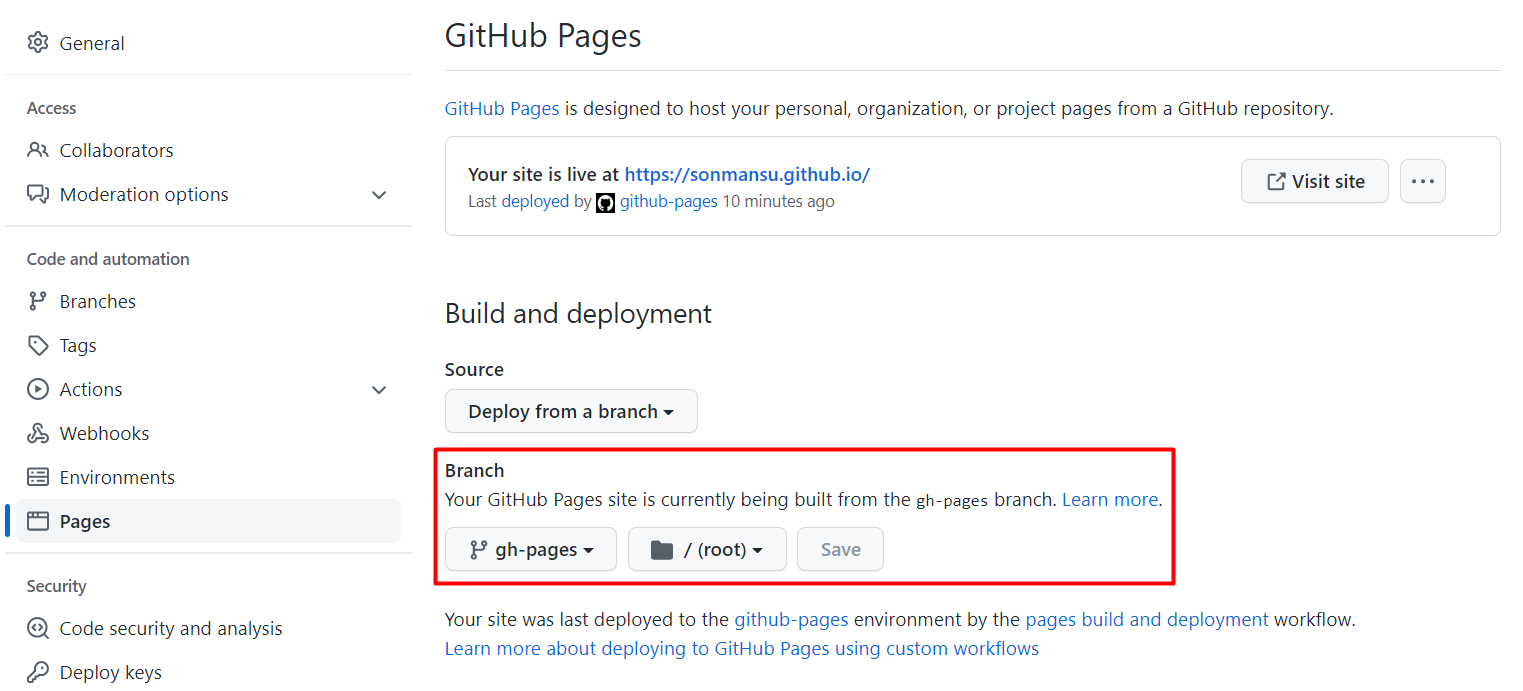 General
Access
Collaborators
Moderation options
Code and automation
Branches
Tags
Actions
Webhooks
Environments
Pages
Security
Code security and analysis
Deploy keys
GitHub Pages
GitHub Pages is designed to host your personal, organization, or project pages from a GitHub repository.
Your site is live at https://sonmansu.github.io/
Last deployed by github-pages 10 minutes ago
Visit site
Build and deployment
Source
Deploy from a branch
Branch
Your GitHub Pages site is currently being built from the gh-pages branch. Learn more.
gh-pages / (root) Save
Your site was last deployed to the github-pages environment by the pages build and deployment workflow.
Learn more about deploying to GitHub Pages using custom workflows